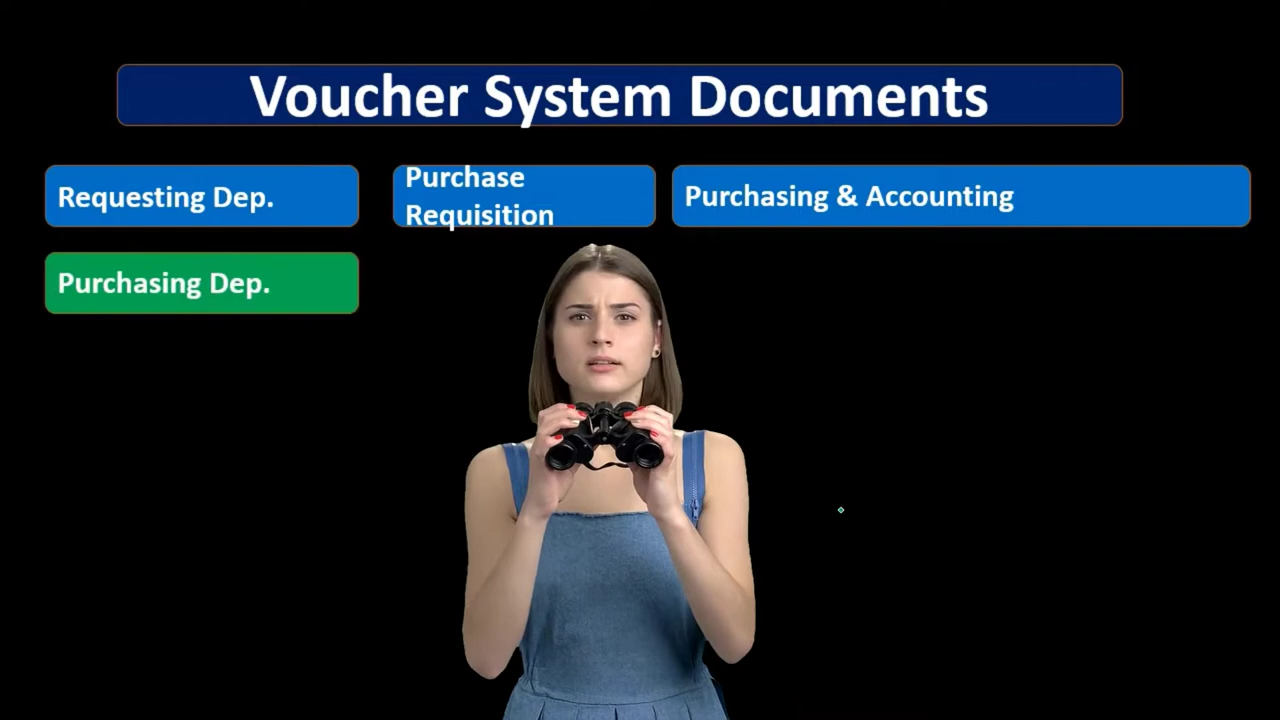 Voucher System Documents
Requesting Dep.
Purchase
Requisition
Purchasing & Accounting
Purchasing Dep.